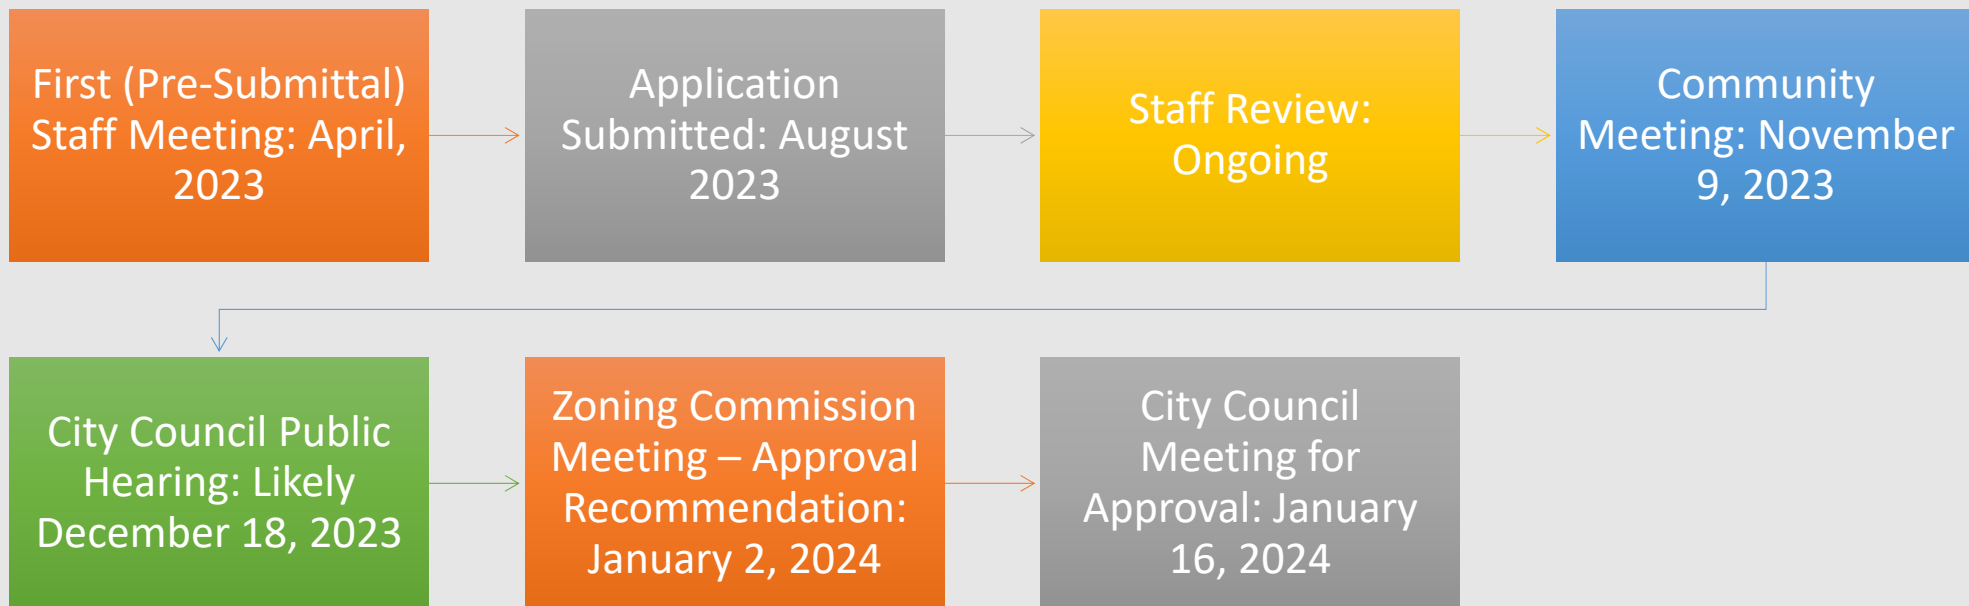 First (Pre-Submittal)
Staff Meeting: April,
2023
Application
Submitted: August
2023
Staff Review:
Ongoing
Community
Meeting: November
9, 2023
City Council Public
Hearing: Likely
December 18, 2023
Zoning Commission
Meeting – Approval
Recommendation:
January 2, 2024
City Council
Meeting for
Approval: January
16, 2024